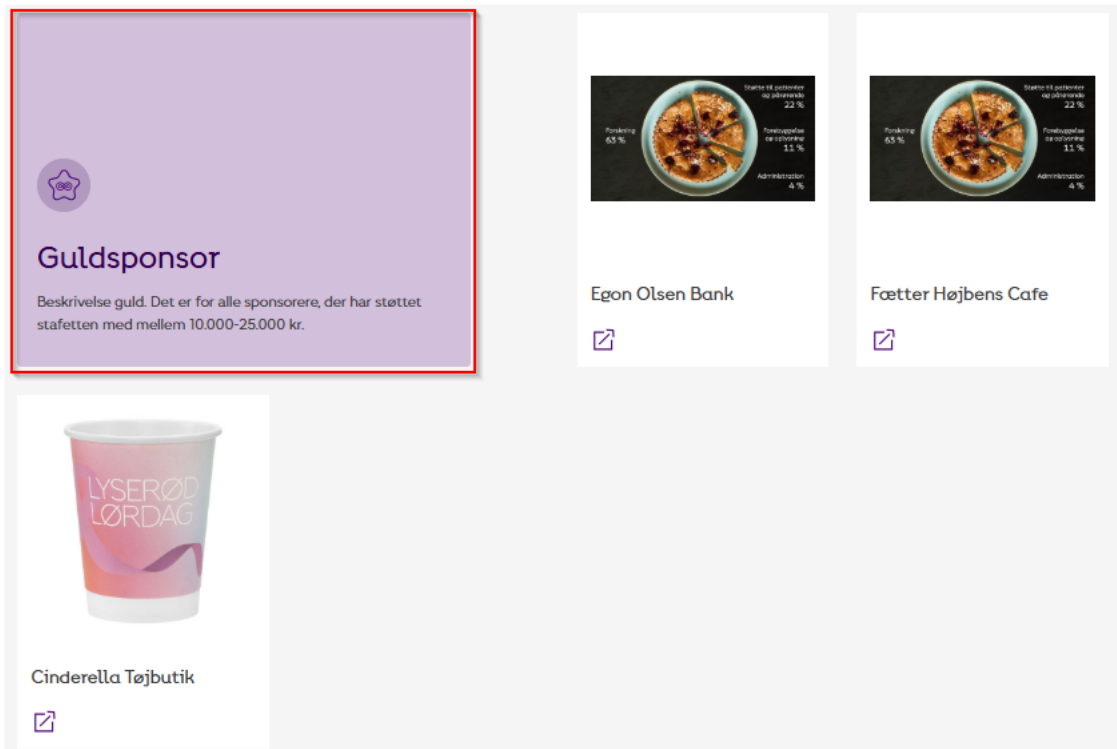 Guldsponsor
Beskrivelse guld. Det er for alle sponsorere, der har støttet
stafetten med mellem 10.000-25.000 kr.
Støtte til patienter
og pårørende
22 %
Forskning
63 %
Forebyggelse
og oplysning
11 %
Administration
4 %
Egon Olsen Bank
Støtte til patienter
og pårørende
22 %
Forskning
63 %
Forebyggelse
og oplysning
11 %
Administration
4 %
Fætter Højbens Cafe
LYSERØD
LØRDAG
Cinderella Tøjbutik